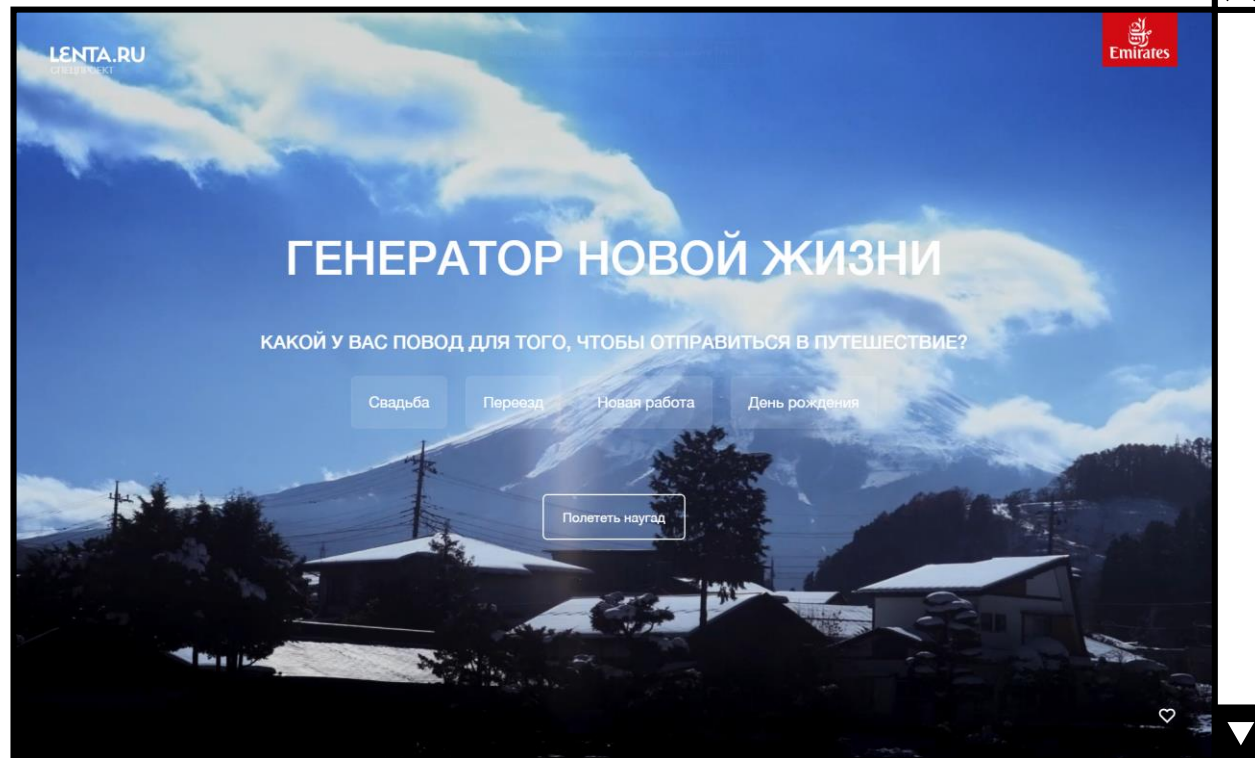 LENTA.RU
СПЕЦПРОЕКТ
Emirates
ГЕНЕРАТОР НОВОЙ ЖИЗНИ
КАКОЙ У ВАС ПОВОД ДЛЯ ТОГО, ЧТОБЫ ОТПРАВИТЬСЯ В ПУТЕШЕСТВИЕ?
Свадьба Переезд Новая работа День рождения
Полететь наугад